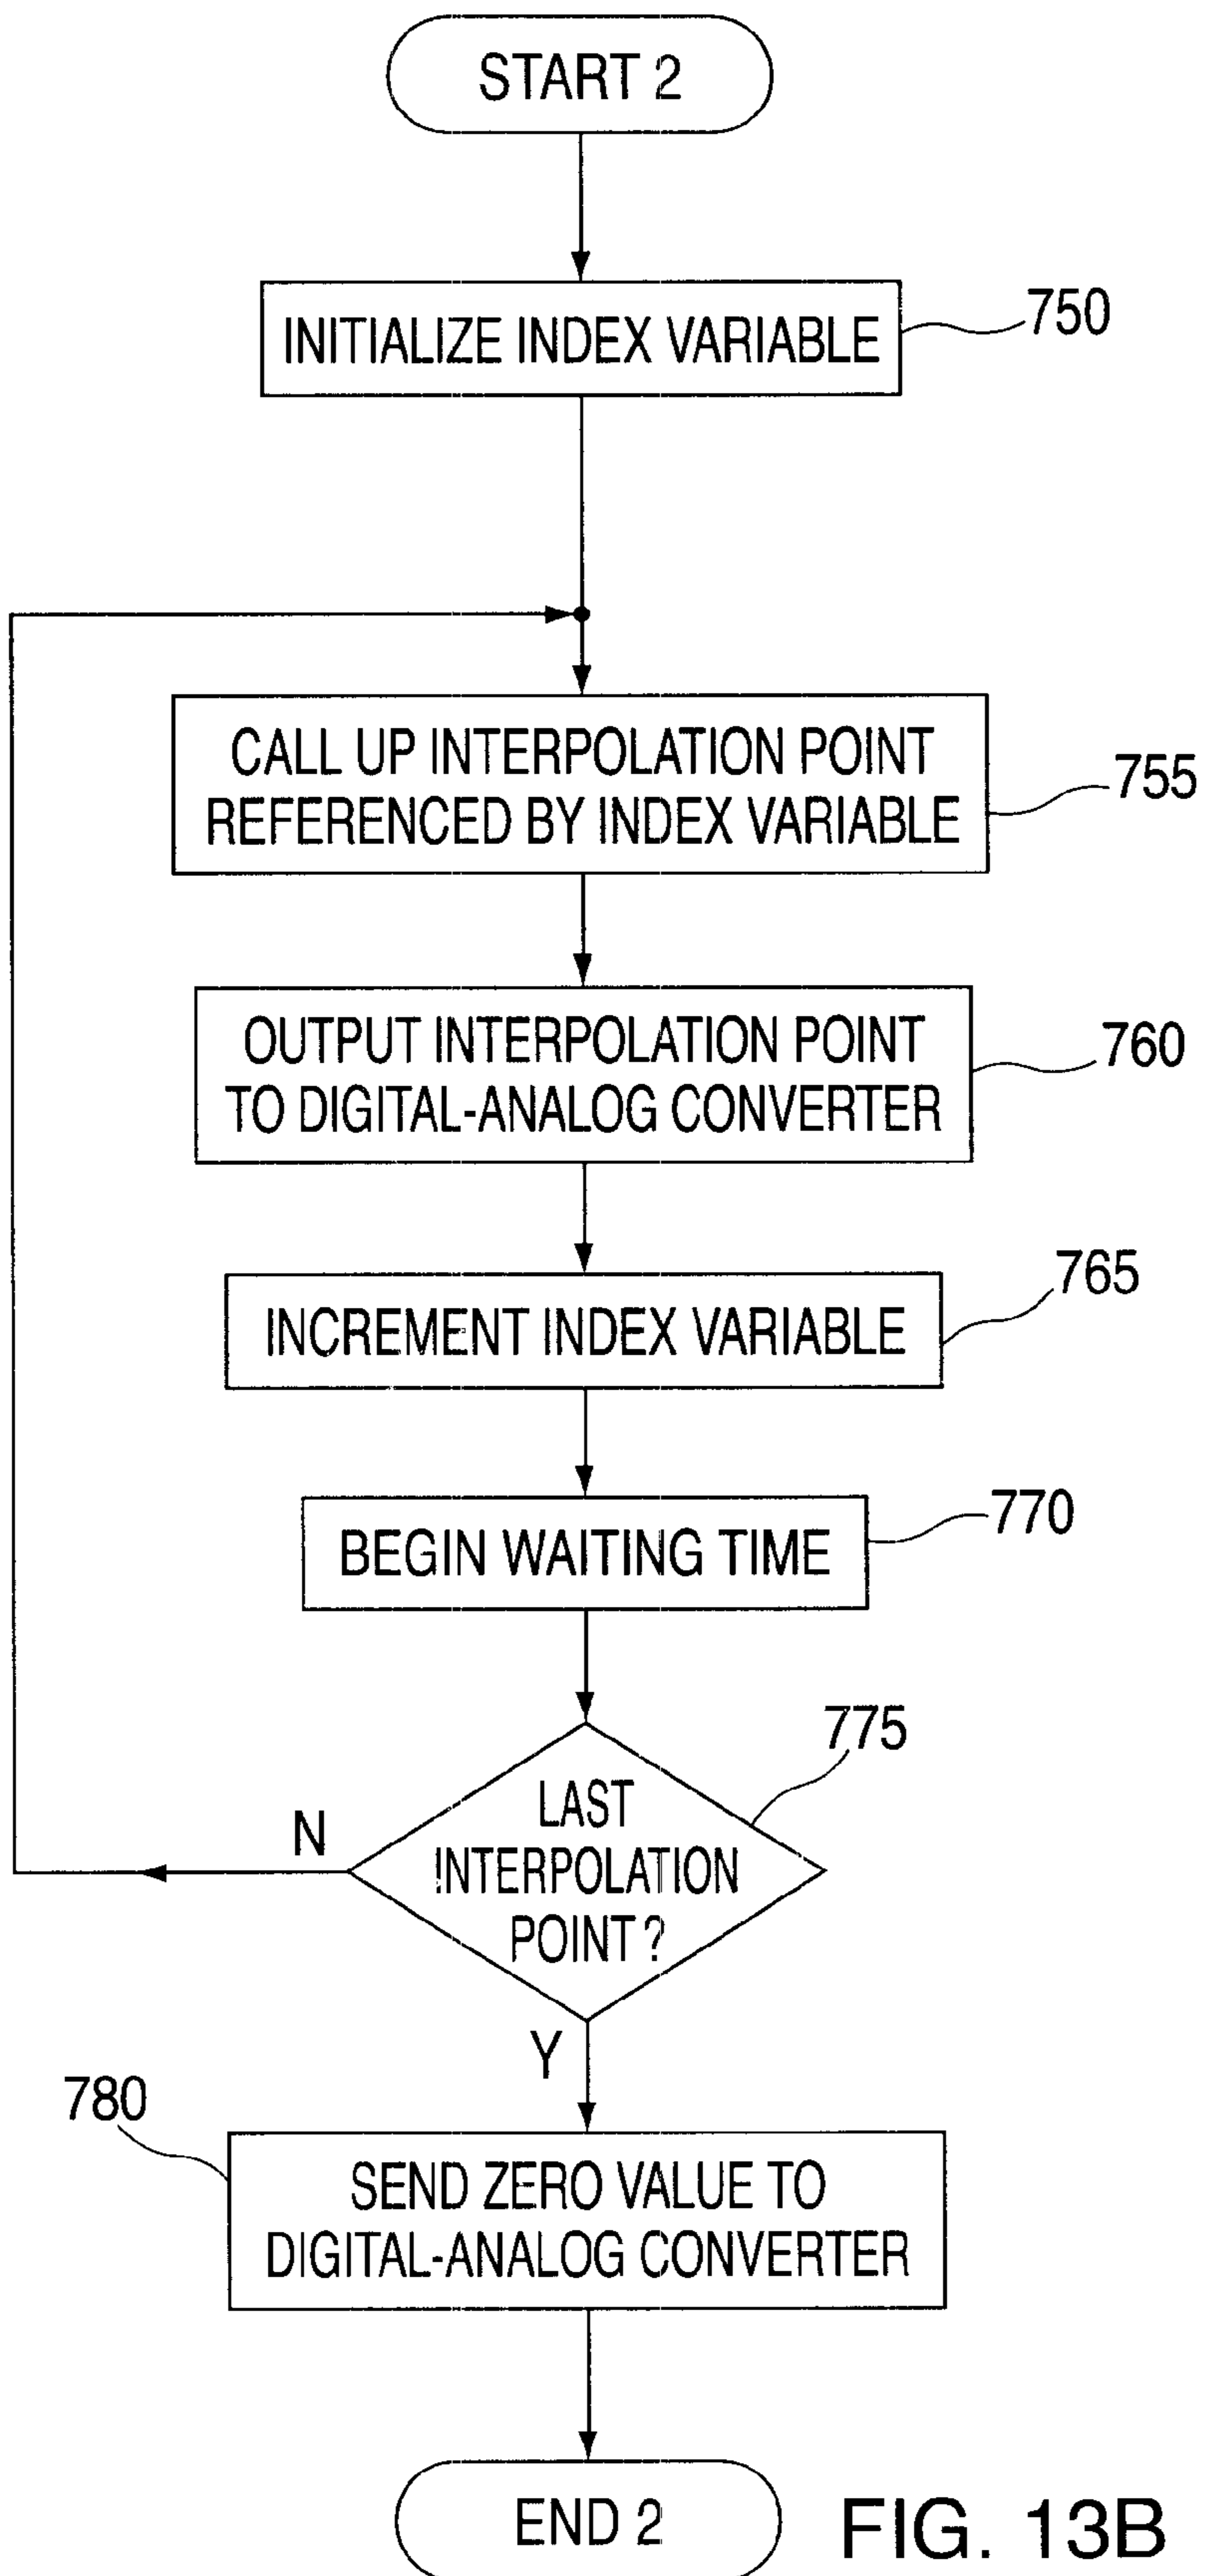 START 2
INITIALIZE INDEX VARIABLE
750
CALL UP INTERPOLATION POINT
REFERENCED BY INDEX VARIABLE
755
OUTPUT INTERPOLATION POINT
TO DIGITAL-ANALOG CONVERTER
760
INCREMENT INDEX VARIABLE
765
BEGIN WAITING TIME
770
LAST
INTERPOLATION
POINT?
775
N
Y
780
SEND ZERO VALUE TO
DIGITAL-ANALOG CONVERTER
END 2
FIG. 13B